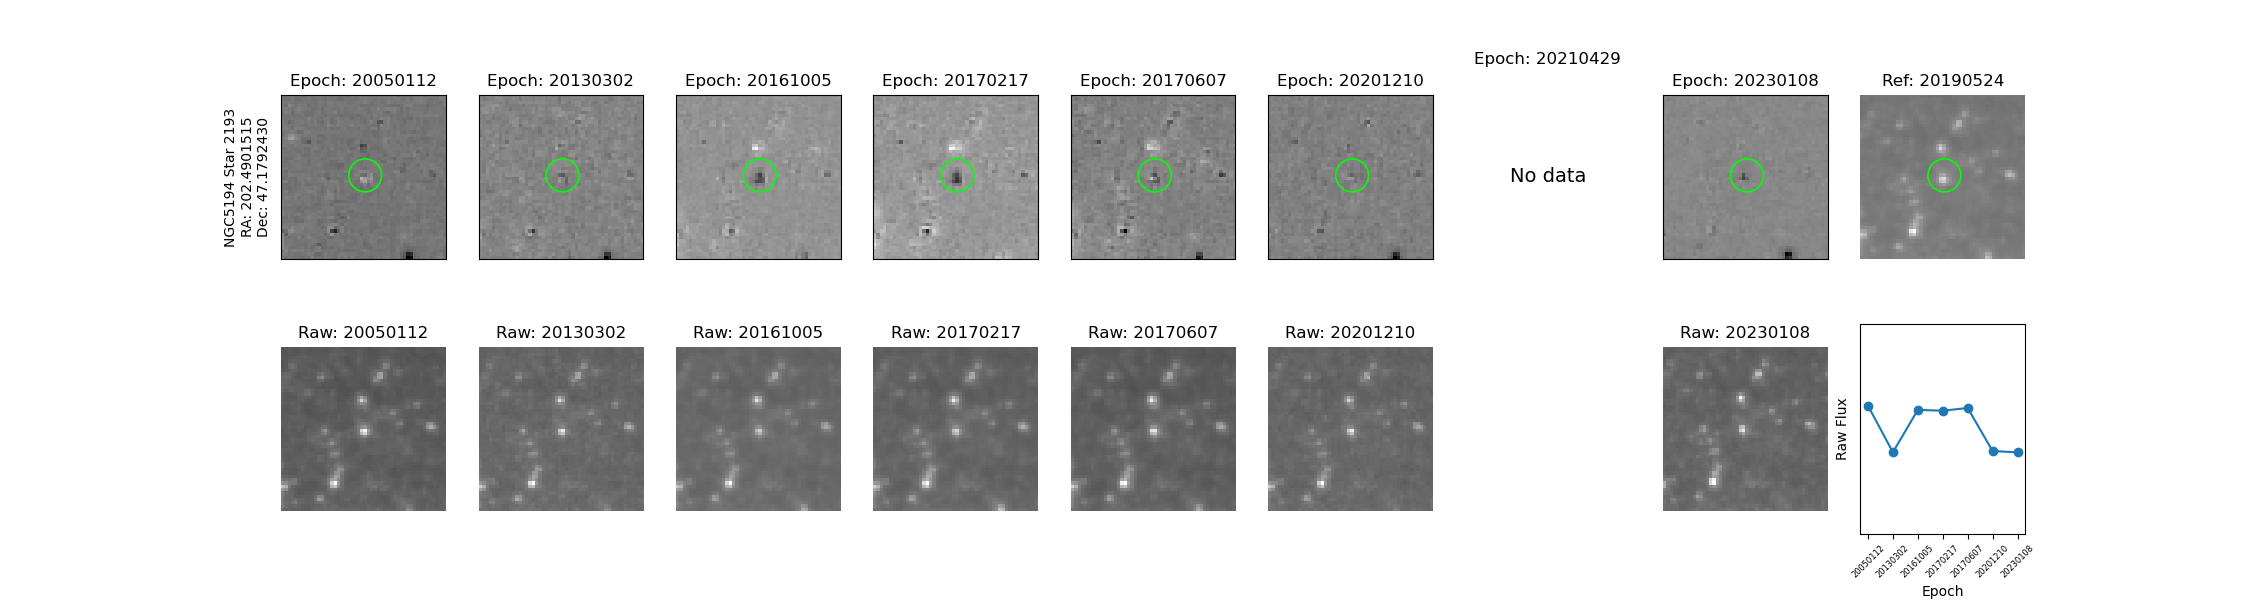 Epoch: 20210429
Epoch: 20050112
Epoch: 20130302
Epoch: 20161005
Epoch: 20170217
Epoch: 20170607
Epoch: 20201210
Epoch: 20230108
Ref: 20190524
NGC5194 Star 2193
RA: 202.4901515
Dec: 47.1792430
No data
Raw: 20050112
Raw: 20130302
Raw: 20161005
Raw: 20170217
Raw: 20170607
Raw: 20201210
Raw: 20230108
Raw Flux
20050112
20130302
20161005
20170217
20170607
20201210
20230108
Epoch